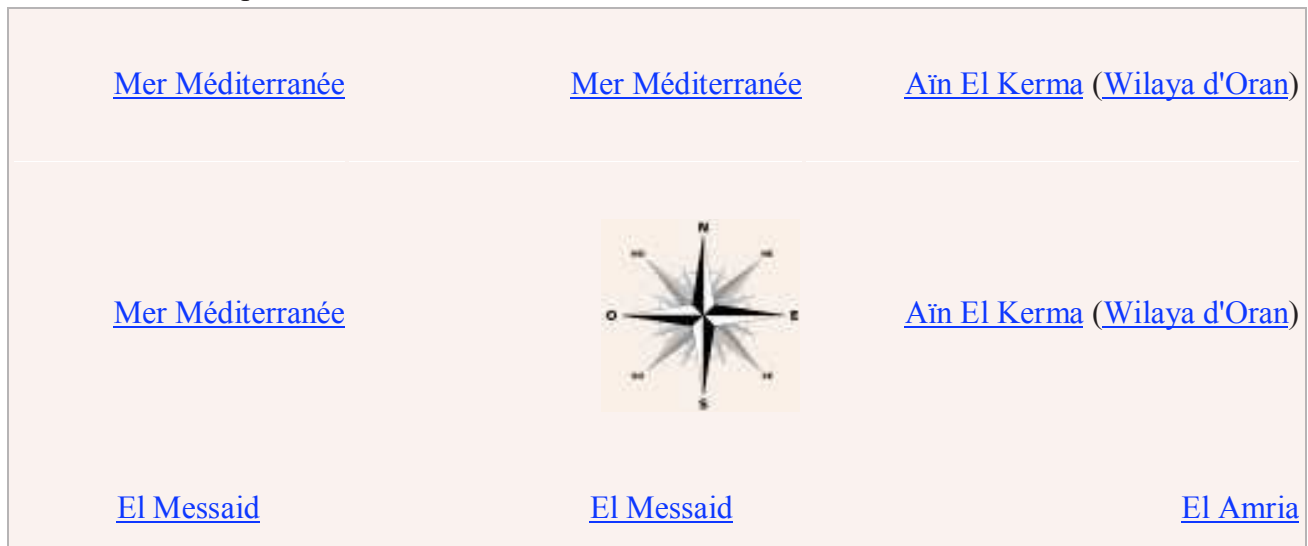 Mer Méditerranée Mer Méditerranée Aïn El Kerma (Wilaya d'Oran)
N
Mer Méditerranée O E Aïn El Kerma (Wilaya d'Oran)
S
El Messaid El Messaid El Amria